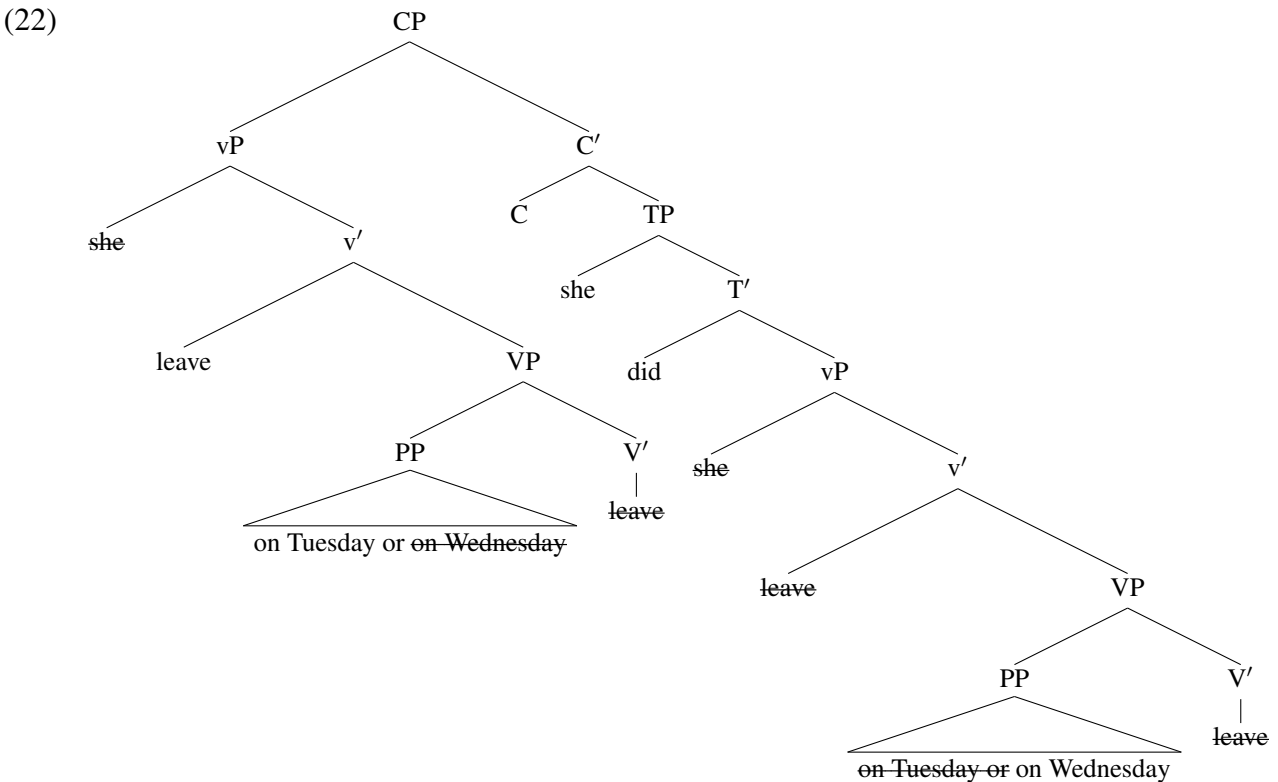 (22)
CP
vP C′
C TP
she v′
she T′
leave VP
did vP
PP V′
she v′
leave
on Tuesday or on Wednesday
leave VP
PP V′
leave
on Tuesday or on Wednesday